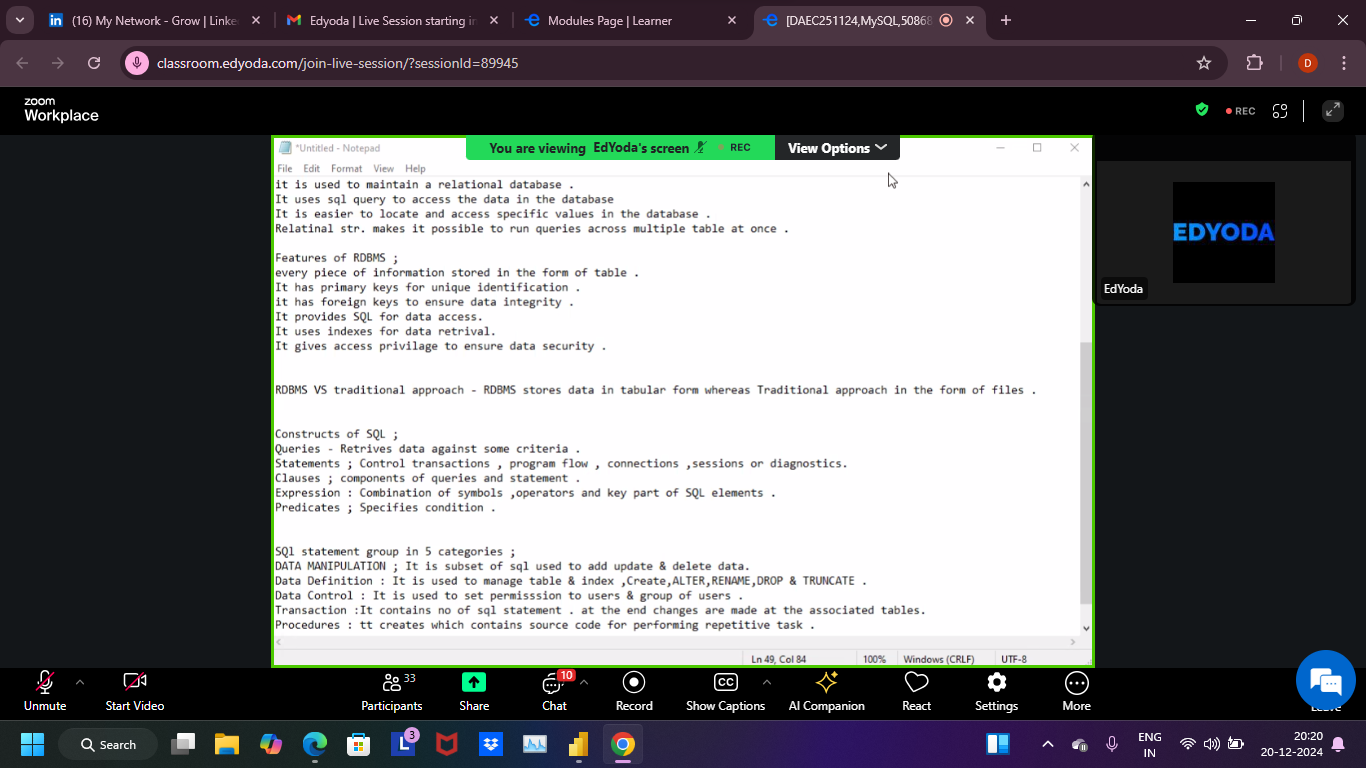 (16) My Network - Grow | Linke
Edyoda | Live Session starting in
Modules Page | Learner
[DAEC251124,MySQL,50868
classroom.edyoda.com/join-live-session/?sessionId=89945
D
zoom
Workplace
REC
*Untitled - Notepad
You are viewing EdYoda's screen
REC
View Options
File Edit Format View Help
it is used to maintain a relational database .
It uses sql query to access the data in the database
It is easier to locate and access specific values in the database .
Relatinal str. makes it possible to run queries across multiple table at once .
Features of RDBMS ;
every piece of information stored in the form of table .
It has primary keys for unique identification .
it has foreign keys to ensure data integrity .
It provides SQL for data access.
It uses indexes for data retrival.
It gives access privilage to ensure data security .
RDBMS VS traditional approach - RDBMS stores data in tabular form whereas Traditional approach in the form of files .
Constructs of SQL ;
Queries - Retrives data against some criteria .
Statements ; Control transactions , program flow , connections ,sessions or diagnostics.
Clauses ; components of queries and statement .
Expression : Combination of symbols ,operators and key part of SQL elements .
Predicates ; Specifies condition .
SQl statement group in 5 categories ;
DATA MANIPULATION ; It is subset of sql used to add update & delete data.
Data Definition : It is used to manage table & index ,Create,ALTER,RENAME,DROP & TRUNCATE .
Data Control : It is used to set permisssion to users & group of users .
Transaction :It contains no of sql statement . at the end changes are made at the associated tables.
Procedures : tt creates which contains source code for performing repetitive task .
Ln 49, Col 84 100% Windows (CRLF) UTF-8
EDYODA
EdYoda
Unmute
Start Video
33
Participants
Share
10
Chat
Record
CC
Show Captions
AI Companion
React
Settings
More
Leave
Search
L
3
ENG
IN
20:20
20-12-2024